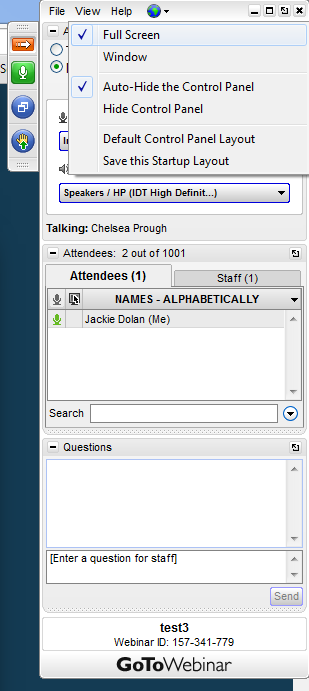 File View Help
A
Full Screen
Window
Auto-Hide the Control Panel
Hide Control Panel
Default Control Panel Layout
Save this Startup Layout
Speakers / HP (IDT High Definit...)
Talking: Chelsea Prough
Attendees: 2 out of 1001
Attendees (1)
Staff (1)
NAMES - ALPHABETICALLY
Jackie Dolan (Me)
Search
Questions
[Enter a question for staff]
Send
test3
Webinar ID: 157-341-779
GoToWebinar